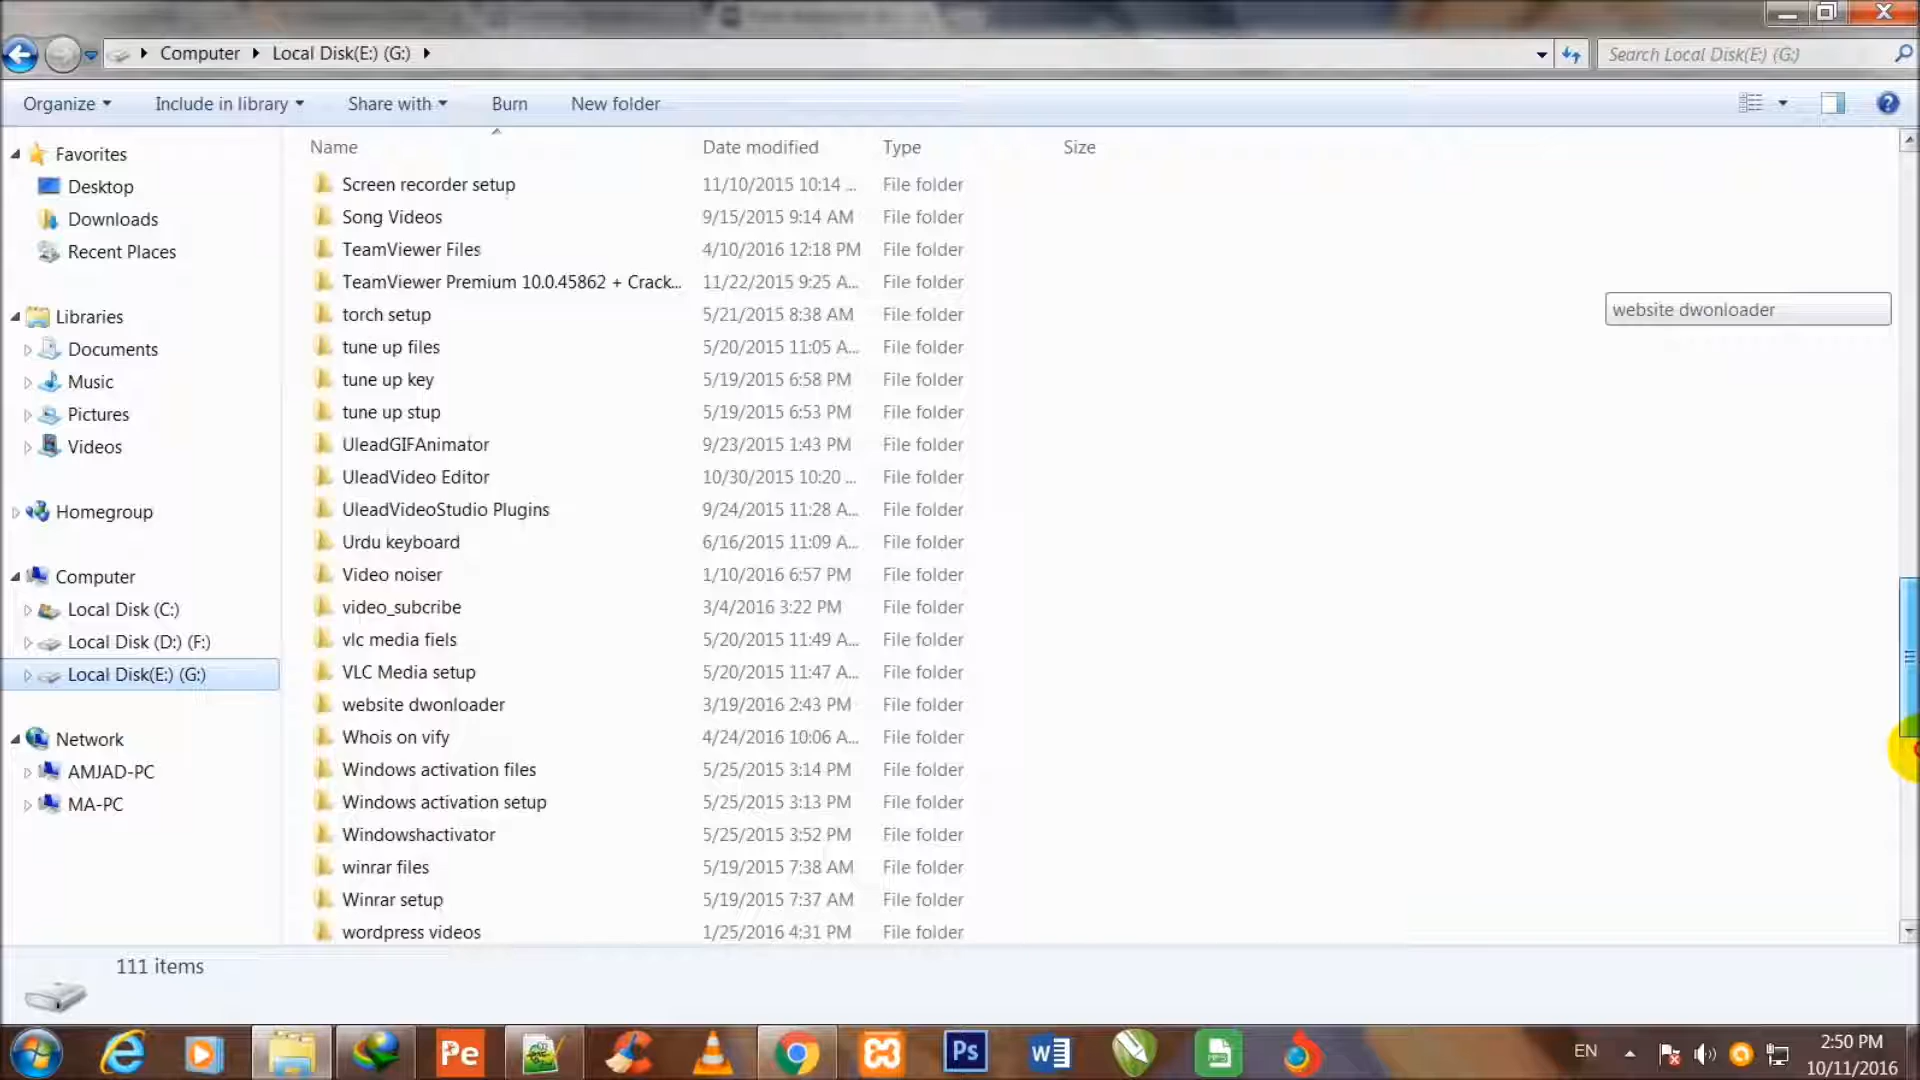 Computer Local Disk(E:) (G:)
Search Local Disk(E:) (G:)
Organize Include in library Share with Burn New folder
Name Date modified Type Size
Favorites
Desktop
Downloads
Recent Places
Libraries
Documents
Music
Pictures
Videos
Homegroup
Computer
Local Disk (C:)
Local Disk (D:) (F:)
Local Disk(E:) (G:)
Network
AMJAD-PC
MA-PC
Screen recorder setup 11/10/2015 10:14 ... File folder
Song Videos 9/15/2015 9:14 AM File folder
TeamViewer Files 4/10/2016 12:18 PM File folder
TeamViewer Premium 10.0.45862 + Crack... 11/22/2015 9:25 A... File folder
torch setup 5/21/2015 8:38 AM File folder
tune up files 5/20/2015 11:05 A... File folder
tune up key 5/19/2015 6:58 PM File folder
tune up stup 5/19/2015 6:53 PM File folder
UleadGIFAnimator 9/23/2015 1:43 PM File folder
UleadVideo Editor 10/30/2015 10:20 ... File folder
UleadVideoStudio Plugins 9/24/2015 11:28 A... File folder
Urdu keyboard 6/16/2015 11:09 A... File folder
Video noiser 1/10/2016 6:57 PM File folder
video_subcribe 3/4/2016 3:22 PM File folder
vlc media fiels 5/20/2015 11:49 A... File folder
VLC Media setup 5/20/2015 11:47 A... File folder
website dwonloader 3/19/2016 2:43 PM File folder
Whois on vify 4/24/2016 10:06 A... File folder
Windows activation files 5/25/2015 3:14 PM File folder
Windows activation setup 5/25/2015 3:13 PM File folder
Windowshactivator 5/25/2015 3:52 PM File folder
winrar files 5/19/2015 7:38 AM File folder
Winrar setup 5/19/2015 7:37 AM File folder
wordpress videos 1/25/2016 4:31 PM File folder
website dwonloader
111 items
Pe
Ps
W
EN
2:50 PM
10/11/2016